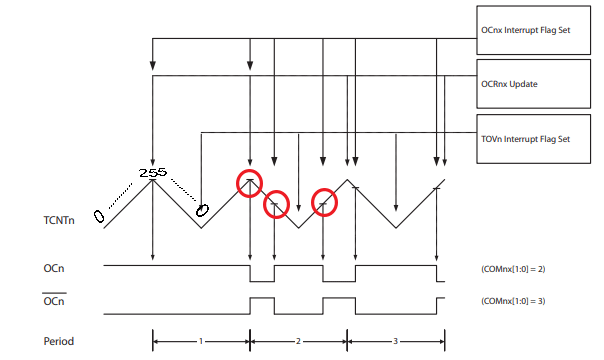 OCnx Interrupt Flag Set
OCRnx Update
TOVn Interrupt Flag Set
255
0
0
TCNTn
OCn
(COMnx[1:0] = 2)
OCn
(COMnx[1:0] = 3)
Period
1
2
3